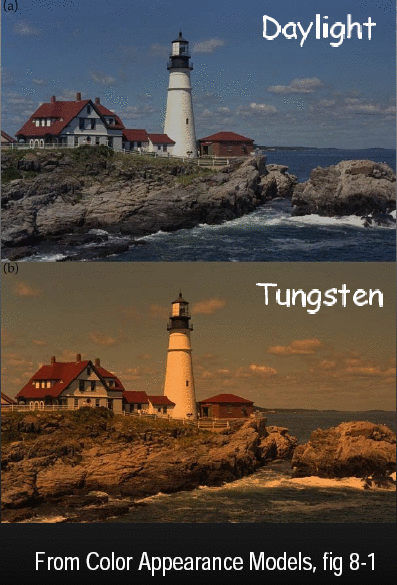 (a)
Daylight
(b)
Tungsten
From Color Appearance Models, fig 8-1